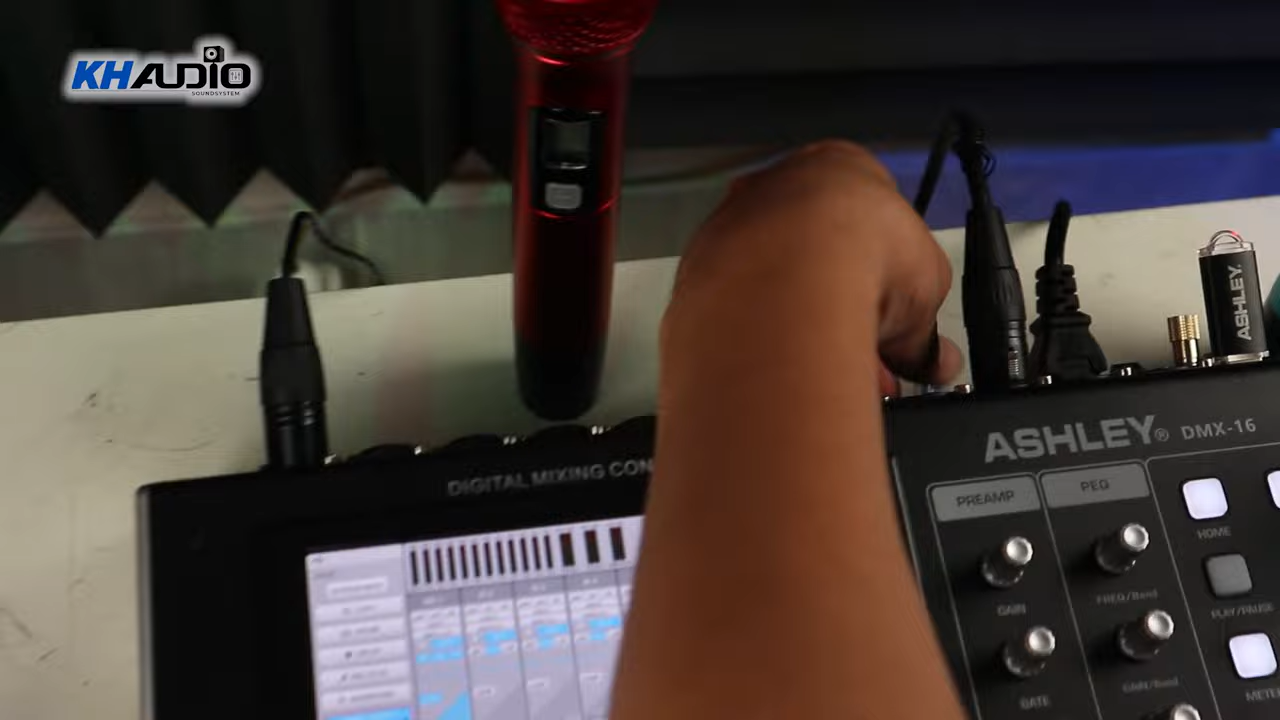 KHAUDIO
SOUNDSYSTEM
ASHLEY
DIGITAL MIXING CON
ASHLEY® DMX-16
PREAMP
PEQ
HOME
GAIN
FREQ/Band
PLAY/PAUSE
GATE
GAIN/Band
METE